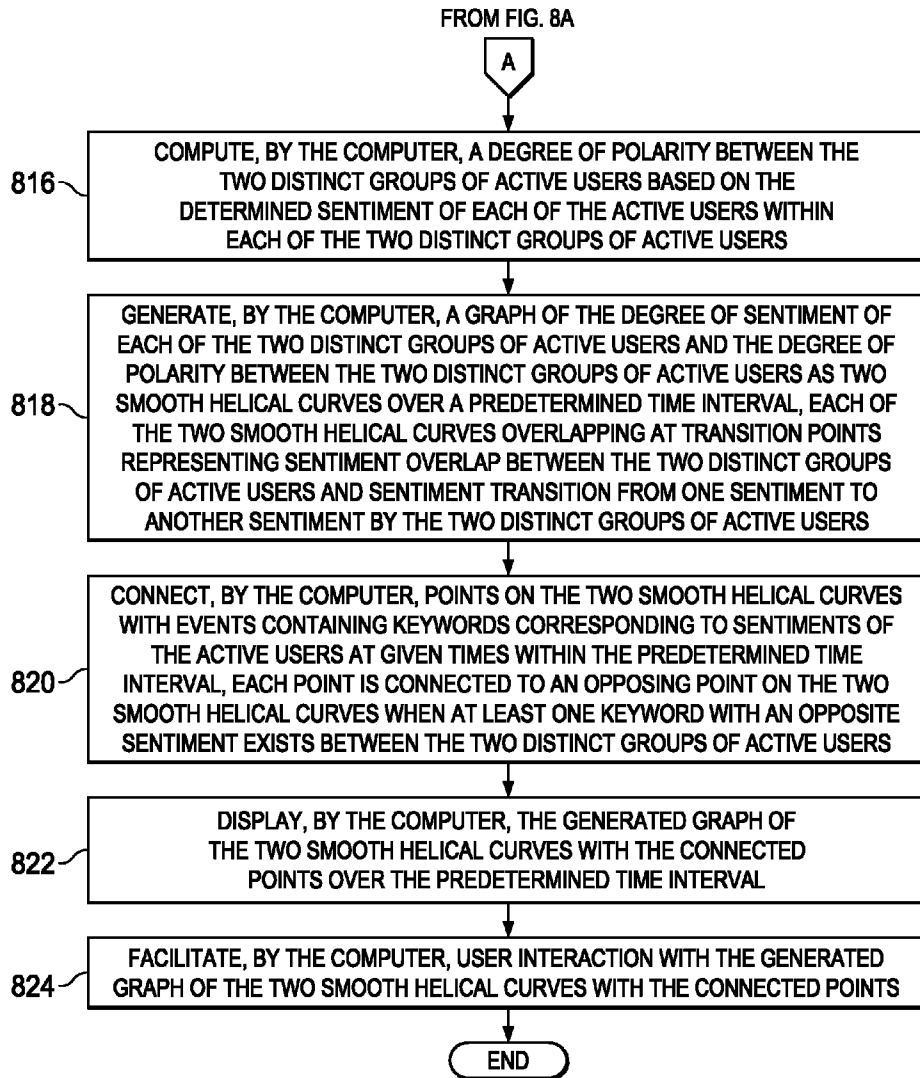 FROM FIG. 8A
A
816
COMPUTE, BY THE COMPUTER, A DEGREE OF POLARITY BETWEEN THE
TWO DISTINCT GROUPS OF ACTIVE USERS BASED ON THE
DETERMINED SENTIMENT OF EACH OF THE ACTIVE USERS WITHIN
EACH OF THE TWO DISTINCT GROUPS OF ACTIVE USERS
818
GENERATE, BY THE COMPUTER, A GRAPH OF THE DEGREE OF SENTIMENT OF
EACH OF THE TWO DISTINCT GROUPS OF ACTIVE USERS AND THE DEGREE OF
POLARITY BETWEEN THE TWO DISTINCT GROUPS OF ACTIVE USERS AS TWO
SMOOTH HELICAL CURVES OVER A PREDETERMINED TIME INTERVAL, EACH OF
THE TWO SMOOTH HELICAL CURVES OVERLAPPING AT TRANSITION POINTS
REPRESENTING SENTIMENT OVERLAP BETWEEN THE TWO DISTINCT GROUPS
OF ACTIVE USERS AND SENTIMENT TRANSITION FROM ONE SENTIMENT TO
ANOTHER SENTIMENT BY THE TWO DISTINCT GROUPS OF ACTIVE USERS
820
CONNECT, BY THE COMPUTER, POINTS ON THE TWO SMOOTH HELICAL CURVES
WITH EVENTS CONTAINING KEYWORDS CORRESPONDING TO SENTIMENTS OF
THE ACTIVE USERS AT GIVEN TIMES WITHIN THE PREDETERMINED TIME
INTERVAL, EACH POINT IS CONNECTED TO AN OPPOSING POINT ON THE TWO
SMOOTH HELICAL CURVES WHEN AT LEAST ONE KEYWORD WITH AN OPPOSITE
SENTIMENT EXISTS BETWEEN THE TWO DISTINCT GROUPS OF ACTIVE USERS
822
DISPLAY, BY THE COMPUTER, THE GENERATED GRAPH OF
THE TWO SMOOTH HELICAL CURVES WITH THE CONNECTED
POINTS OVER THE PREDETERMINED TIME INTERVAL
824
FACILITATE, BY THE COMPUTER, USER INTERACTION WITH THE GENERATED
GRAPH OF THE TWO SMOOTH HELICAL CURVES WITH THE CONNECTED POINTS
END